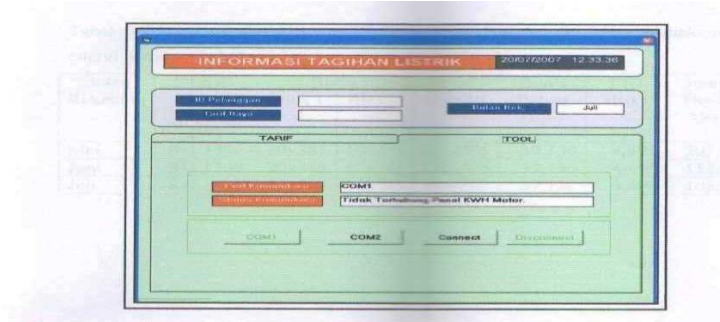 INFORMASI TAGIHAN LISTRIK 20/07/2007 12.33.36
ID Pelanggan
Tarif Daya
Bulan Rek. Juli
TARIF TOOL
Port Komunikasi COM1
Status Komunikasi Tidak Terhubung Panel KWH Meter.
COM1 COM2 Connect Disconnect